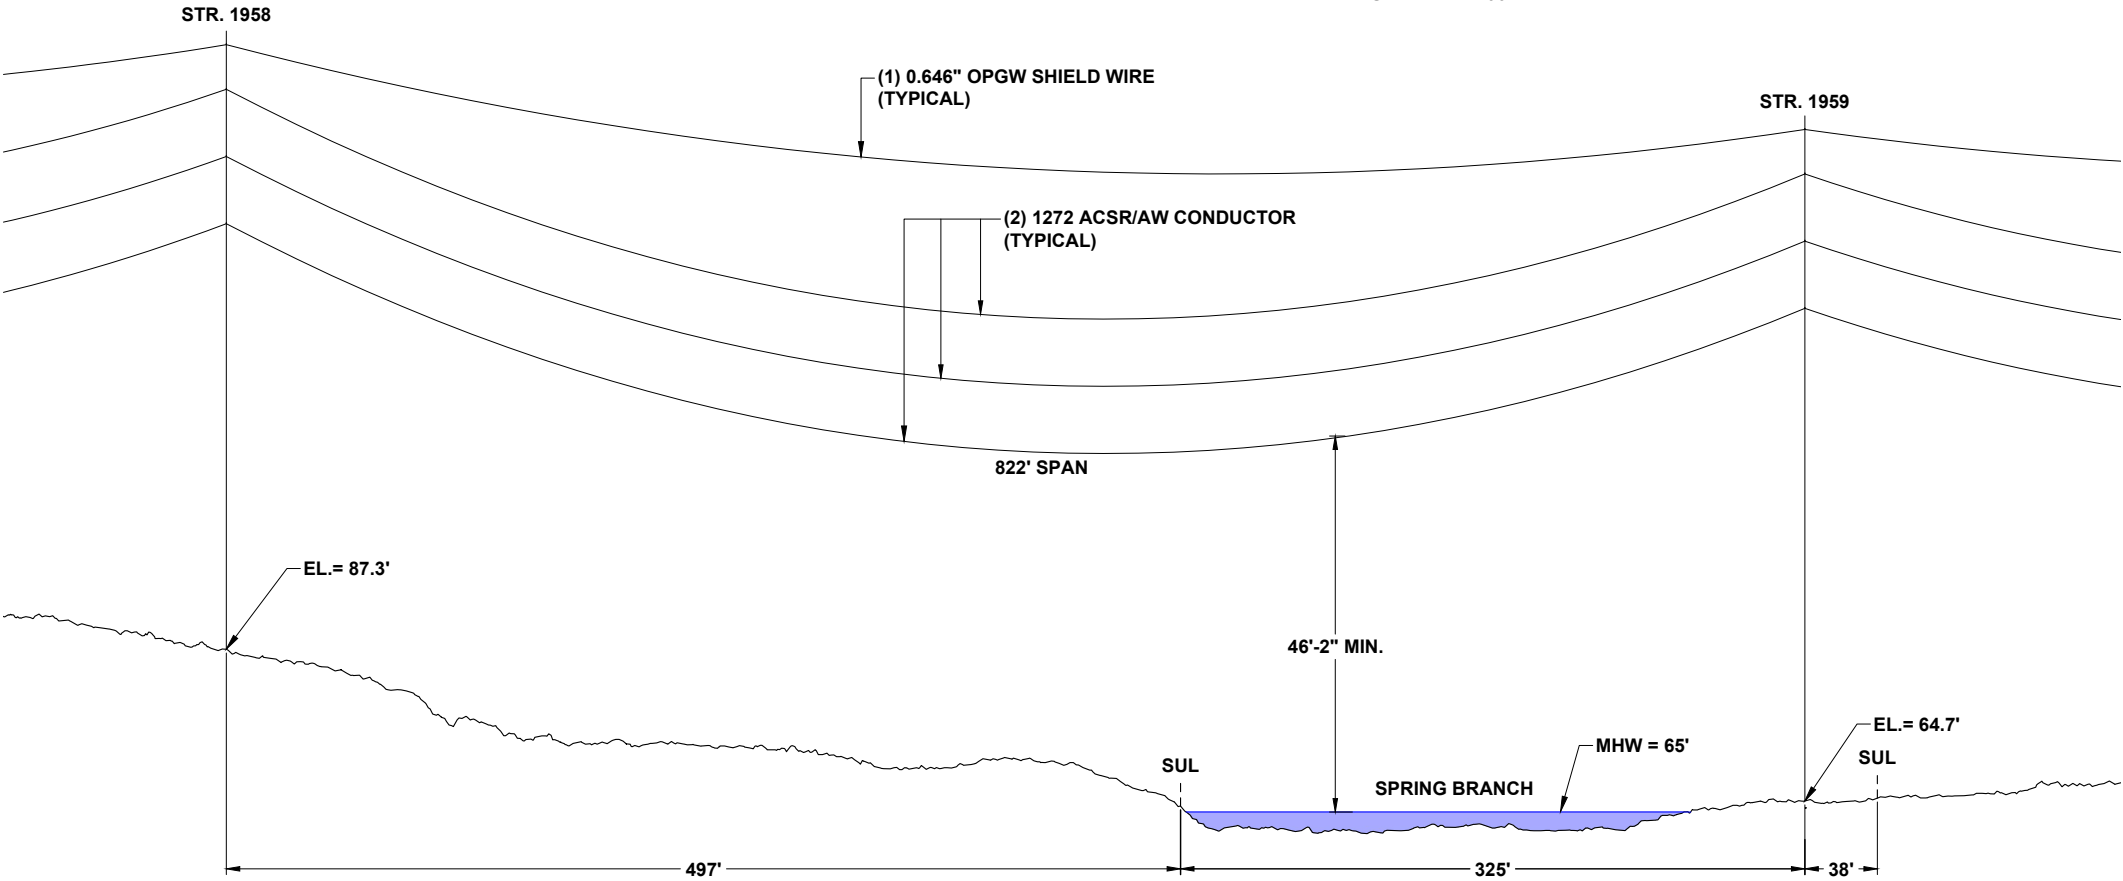 STR. 1958
(1) 0.646" OPGW SHIELD WIRE
(TYPICAL)
STR. 1959
(2) 1272 ACSR/AW CONDUCTOR
(TYPICAL)
822' SPAN
EL.= 87.3'
46'-2" MIN.
EL.= 64.7'
MHW = 65'
SUL
SUL
SPRING BRANCH
497'
325'
38'